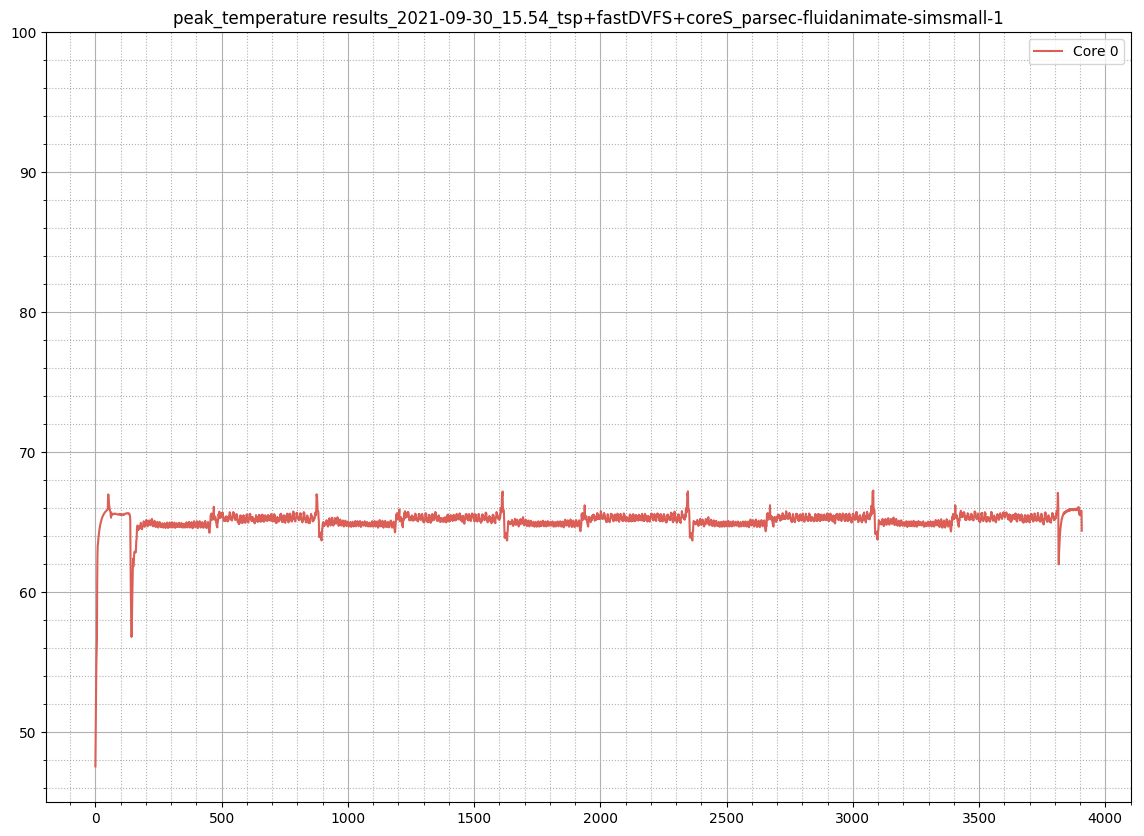 peak_temperature results_2021-09-30_15.54_tsp+fastDVFS+coreS_parsec-fluidanimate-simsmall-1
Core 0
100
90
80
70
60
50
0 500 1000 1500 2000 2500 3000 3500 4000